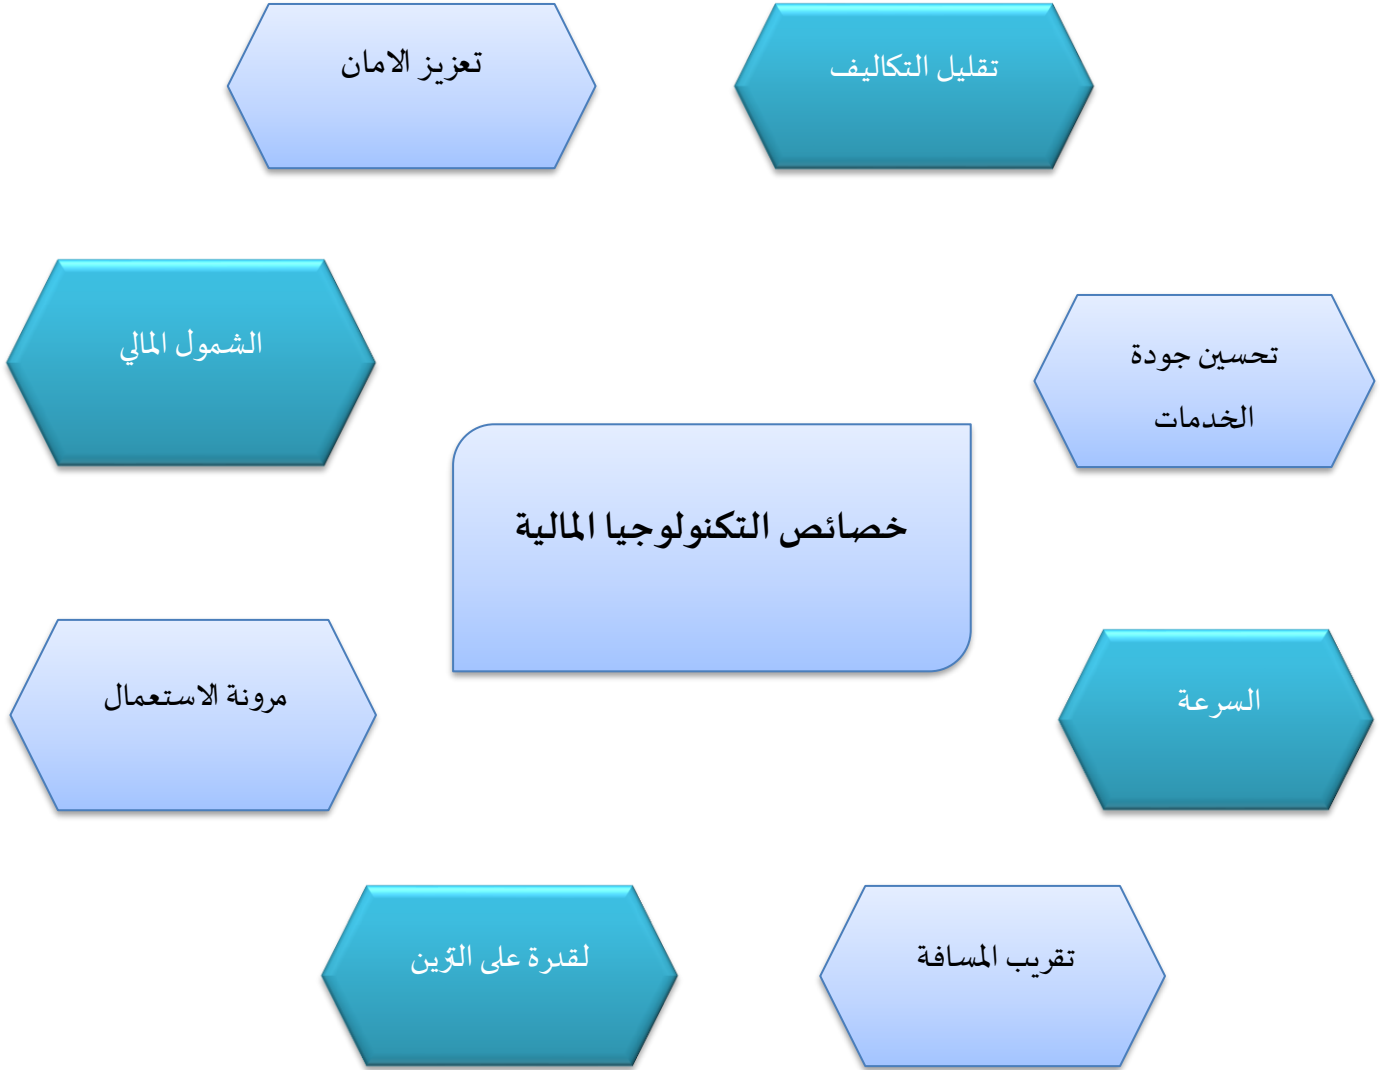 تقليل التكاليف
تعزيز الامان
الشمول المالي
تحسين جودة
الخدمات
خصائص التكنولوجيا المالية
مرونة الاستعمال
السرعة
تقريب المسافة
لقدرة على التزين